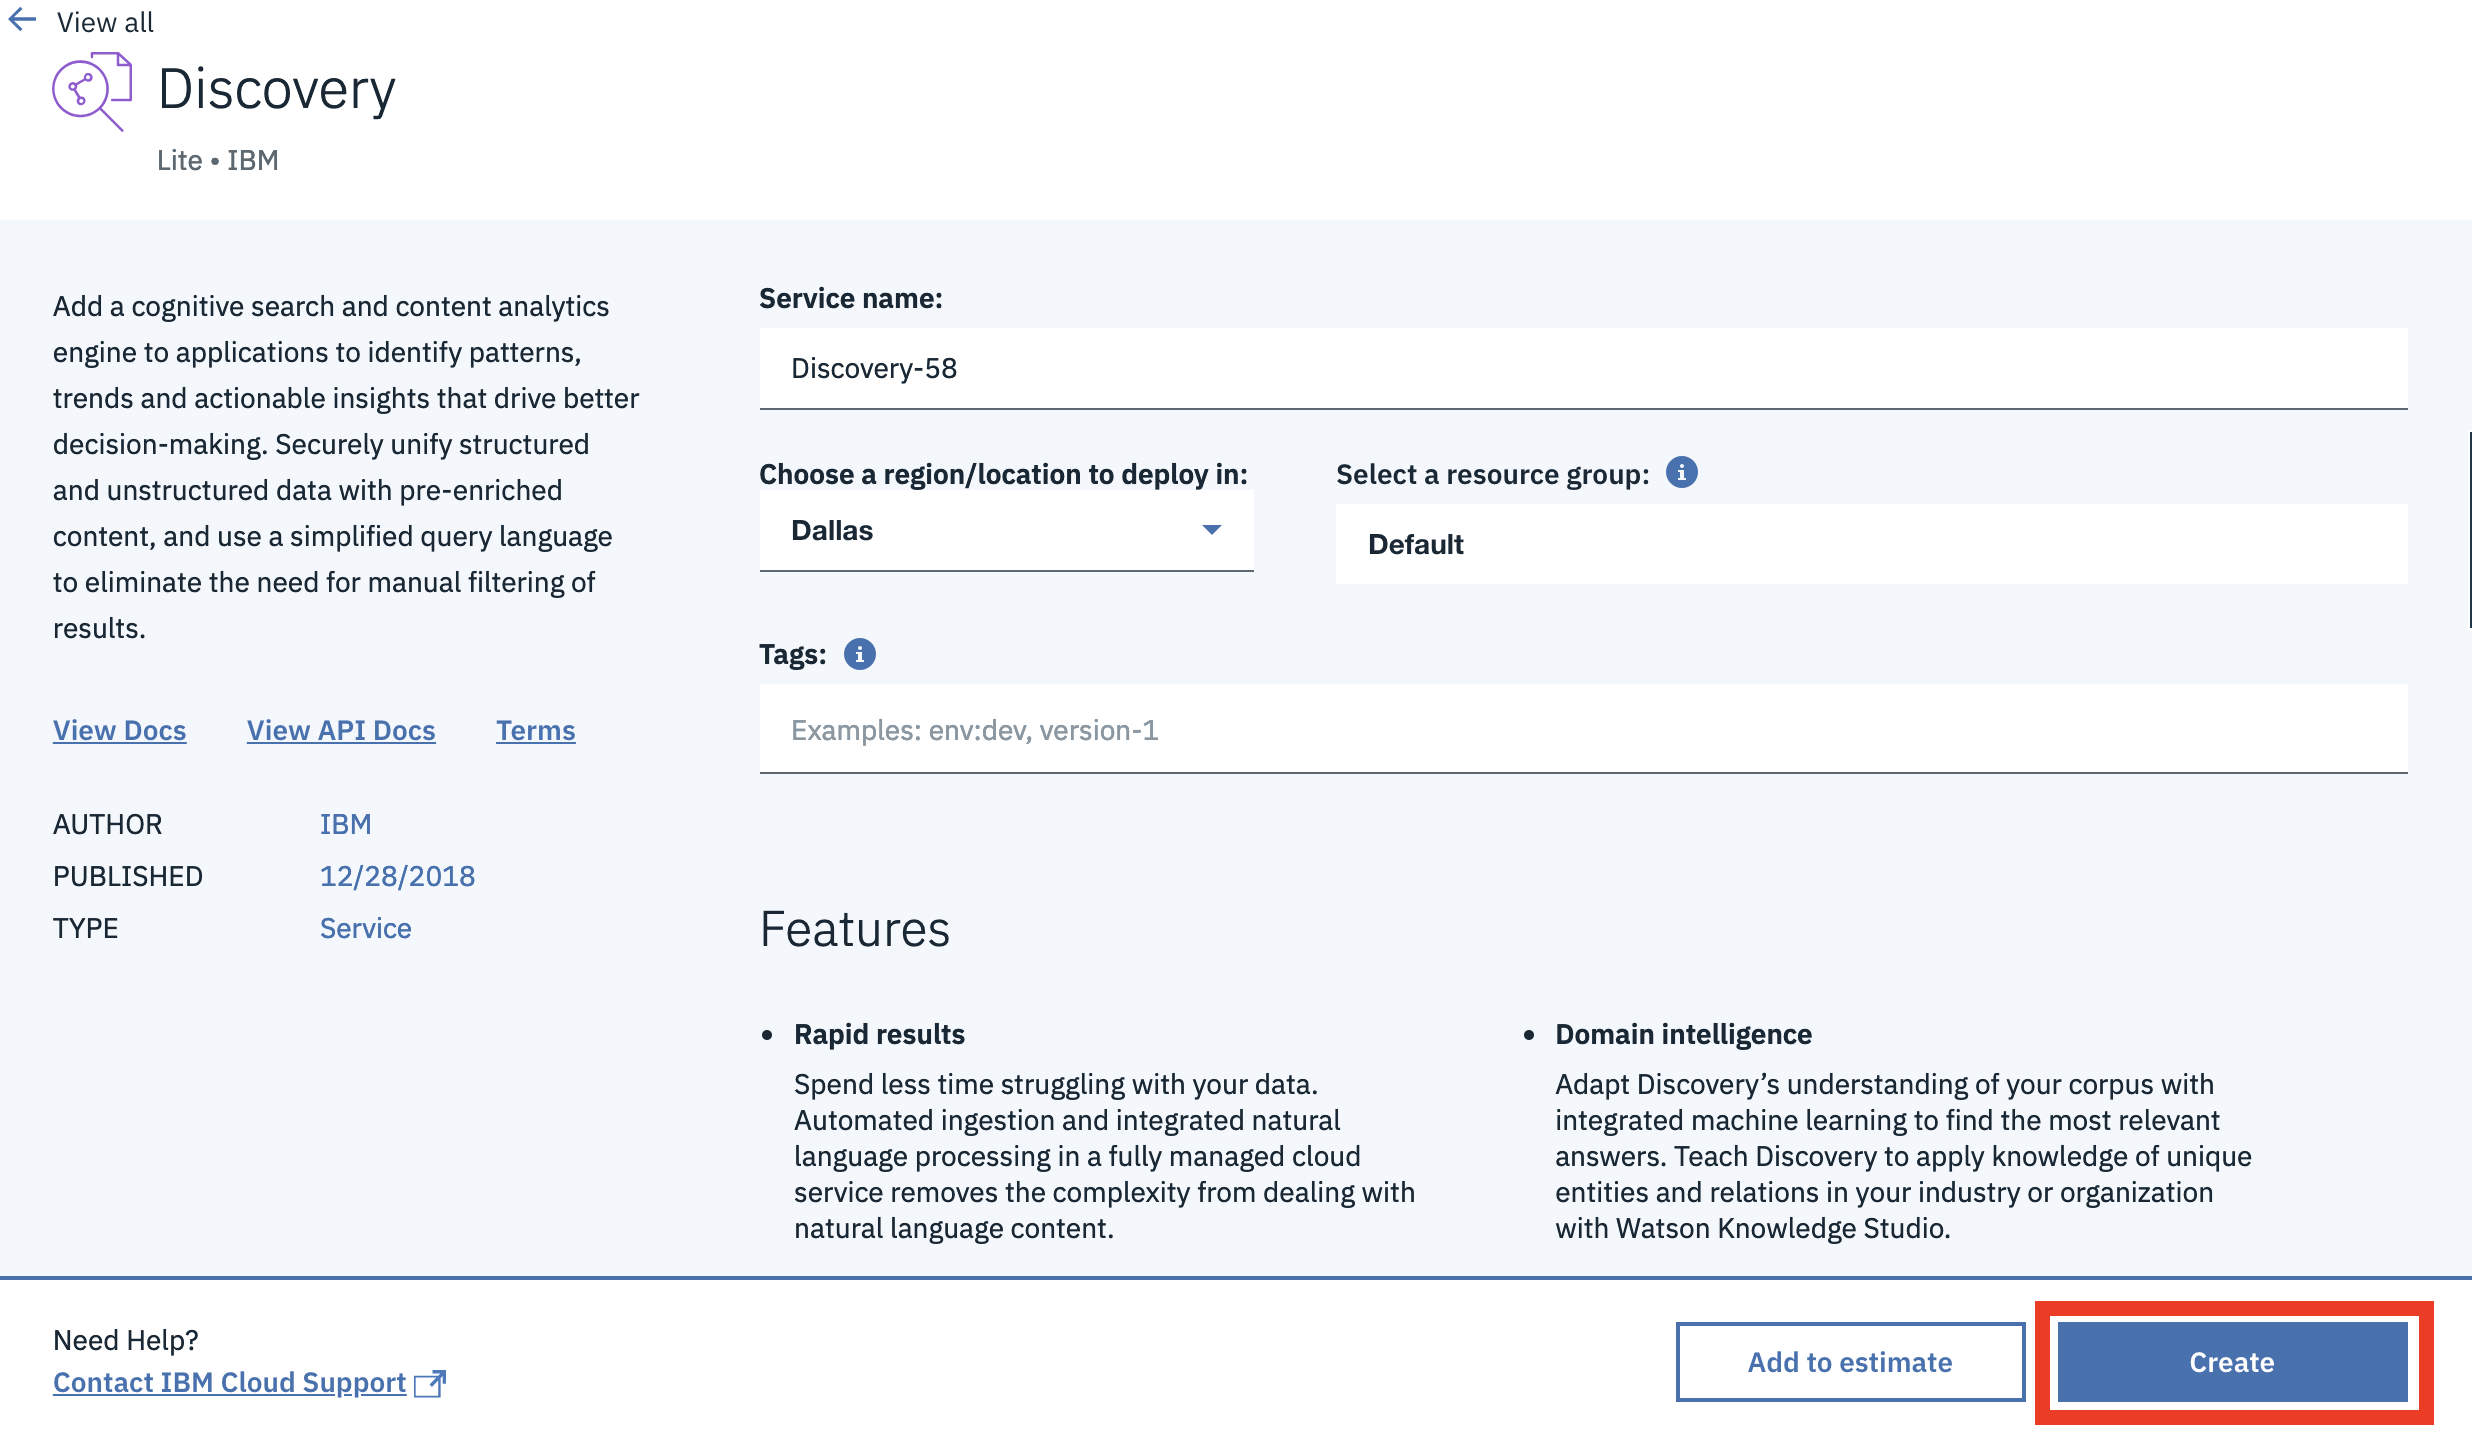 View all
Discovery
Lite • IBM
Add a cognitive search and content analytics
engine to applications to identify patterns,
trends and actionable insights that drive better
decision-making. Securely unify structured
and unstructured data with pre-enriched
content, and use a simplified query language
to eliminate the need for manual filtering of
results.
View Docs View API Docs Terms
AUTHOR IBM
PUBLISHED 12/28/2018
TYPE Service
Service name:
Discovery-58
Choose a region/location to deploy in:
Dallas
Select a resource group:
Default
Tags:
Examples: env:dev, version-1
Features
• Rapid results
Spend less time struggling with your data.
Automated ingestion and integrated natural
language processing in a fully managed cloud
service removes the complexity from dealing with
natural language content.
• Domain intelligence
Adapt Discovery’s understanding of your corpus with
integrated machine learning to find the most relevant
answers. Teach Discovery to apply knowledge of unique
entities and relations in your industry or organization
with Watson Knowledge Studio.
Need Help?
Contact IBM Cloud Support
Add to estimate
Create